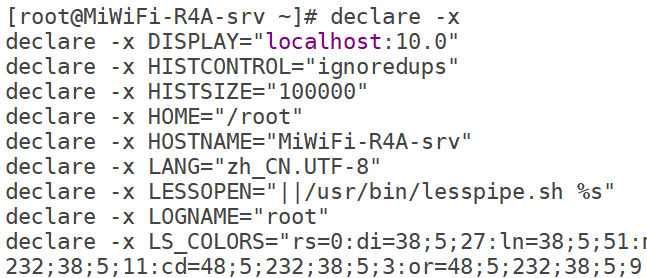 [root@MiWiFi-R4A-srv ~]# declare -x
declare -x DISPLAY="localhost:10.0"
declare -x HISTCONTROL="ignoredups"
declare -x HISTSIZE="100000"
declare -x HOME="/root"
declare -x HOSTNAME="MiWiFi-R4A-srv"
declare -x LANG="zh_CN.UTF-8"
declare -x LESSOPEN="||/usr/bin/lesspipe.sh %s"
declare -x LOGNAME="root"
declare -x LS_COLORS="rs=0:di=38;5;27:ln=38;5;51:
232;38;5;11:cd=48;5;232;38;5;3:or=48;5;232;38;5;9